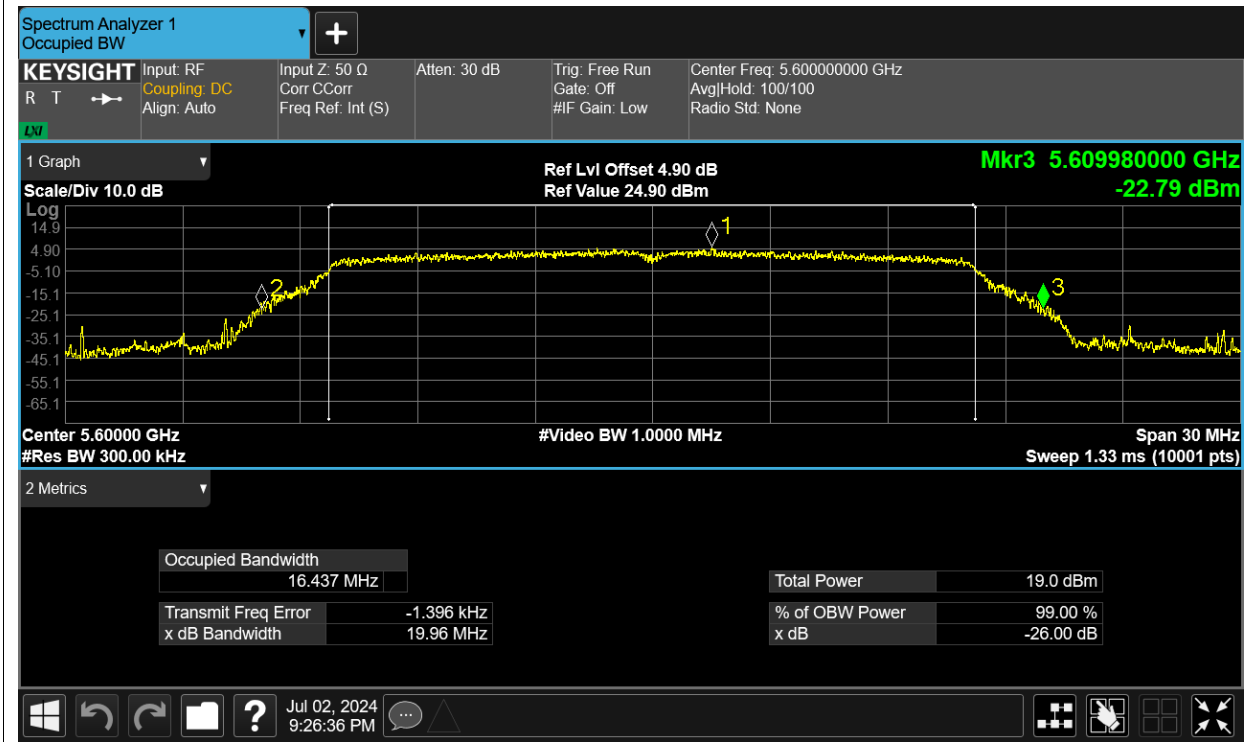 Spectrum Analyzer 1
Occupied BW
KEYSIGHT
R T
LXI
Input: RF
Coupling: DC
Align: Auto
Input Z: 50 Ω
Corr CCorr
Freq Ref: Int (S)
Atten: 30 dB
Trig: Free Run
Gate: Off
#IF Gain: Low
Center Freq: 5.600000000 GHz
Avg|Hold: 100/100
Radio Std: None
1 Graph
Scale/Div 10.0 dB
Ref Lvl Offset 4.90 dB
Ref Value 24.90 dBm
Mkr3 5.609980000 GHz
-22.79 dBm
Log
14.9
4.90
-5.10
-15.1
-25.1
-35.1
-45.1
-55.1
-65.1
1
2
3
Center 5.60000 GHz
#Video BW 1.0000 MHz
Span 30 MHz
#Res BW 300.00 kHz
Sweep 1.33 ms (10001 pts)
2 Metrics
Occupied Bandwidth
16.437 MHz
Total Power 19.0 dBm
Transmit Freq Error -1.396 kHz
% of OBW Power 99.00 %
x dB Bandwidth 19.96 MHz
x dB -26.00 dB
?
Jul 02, 2024
9:26:36 PM